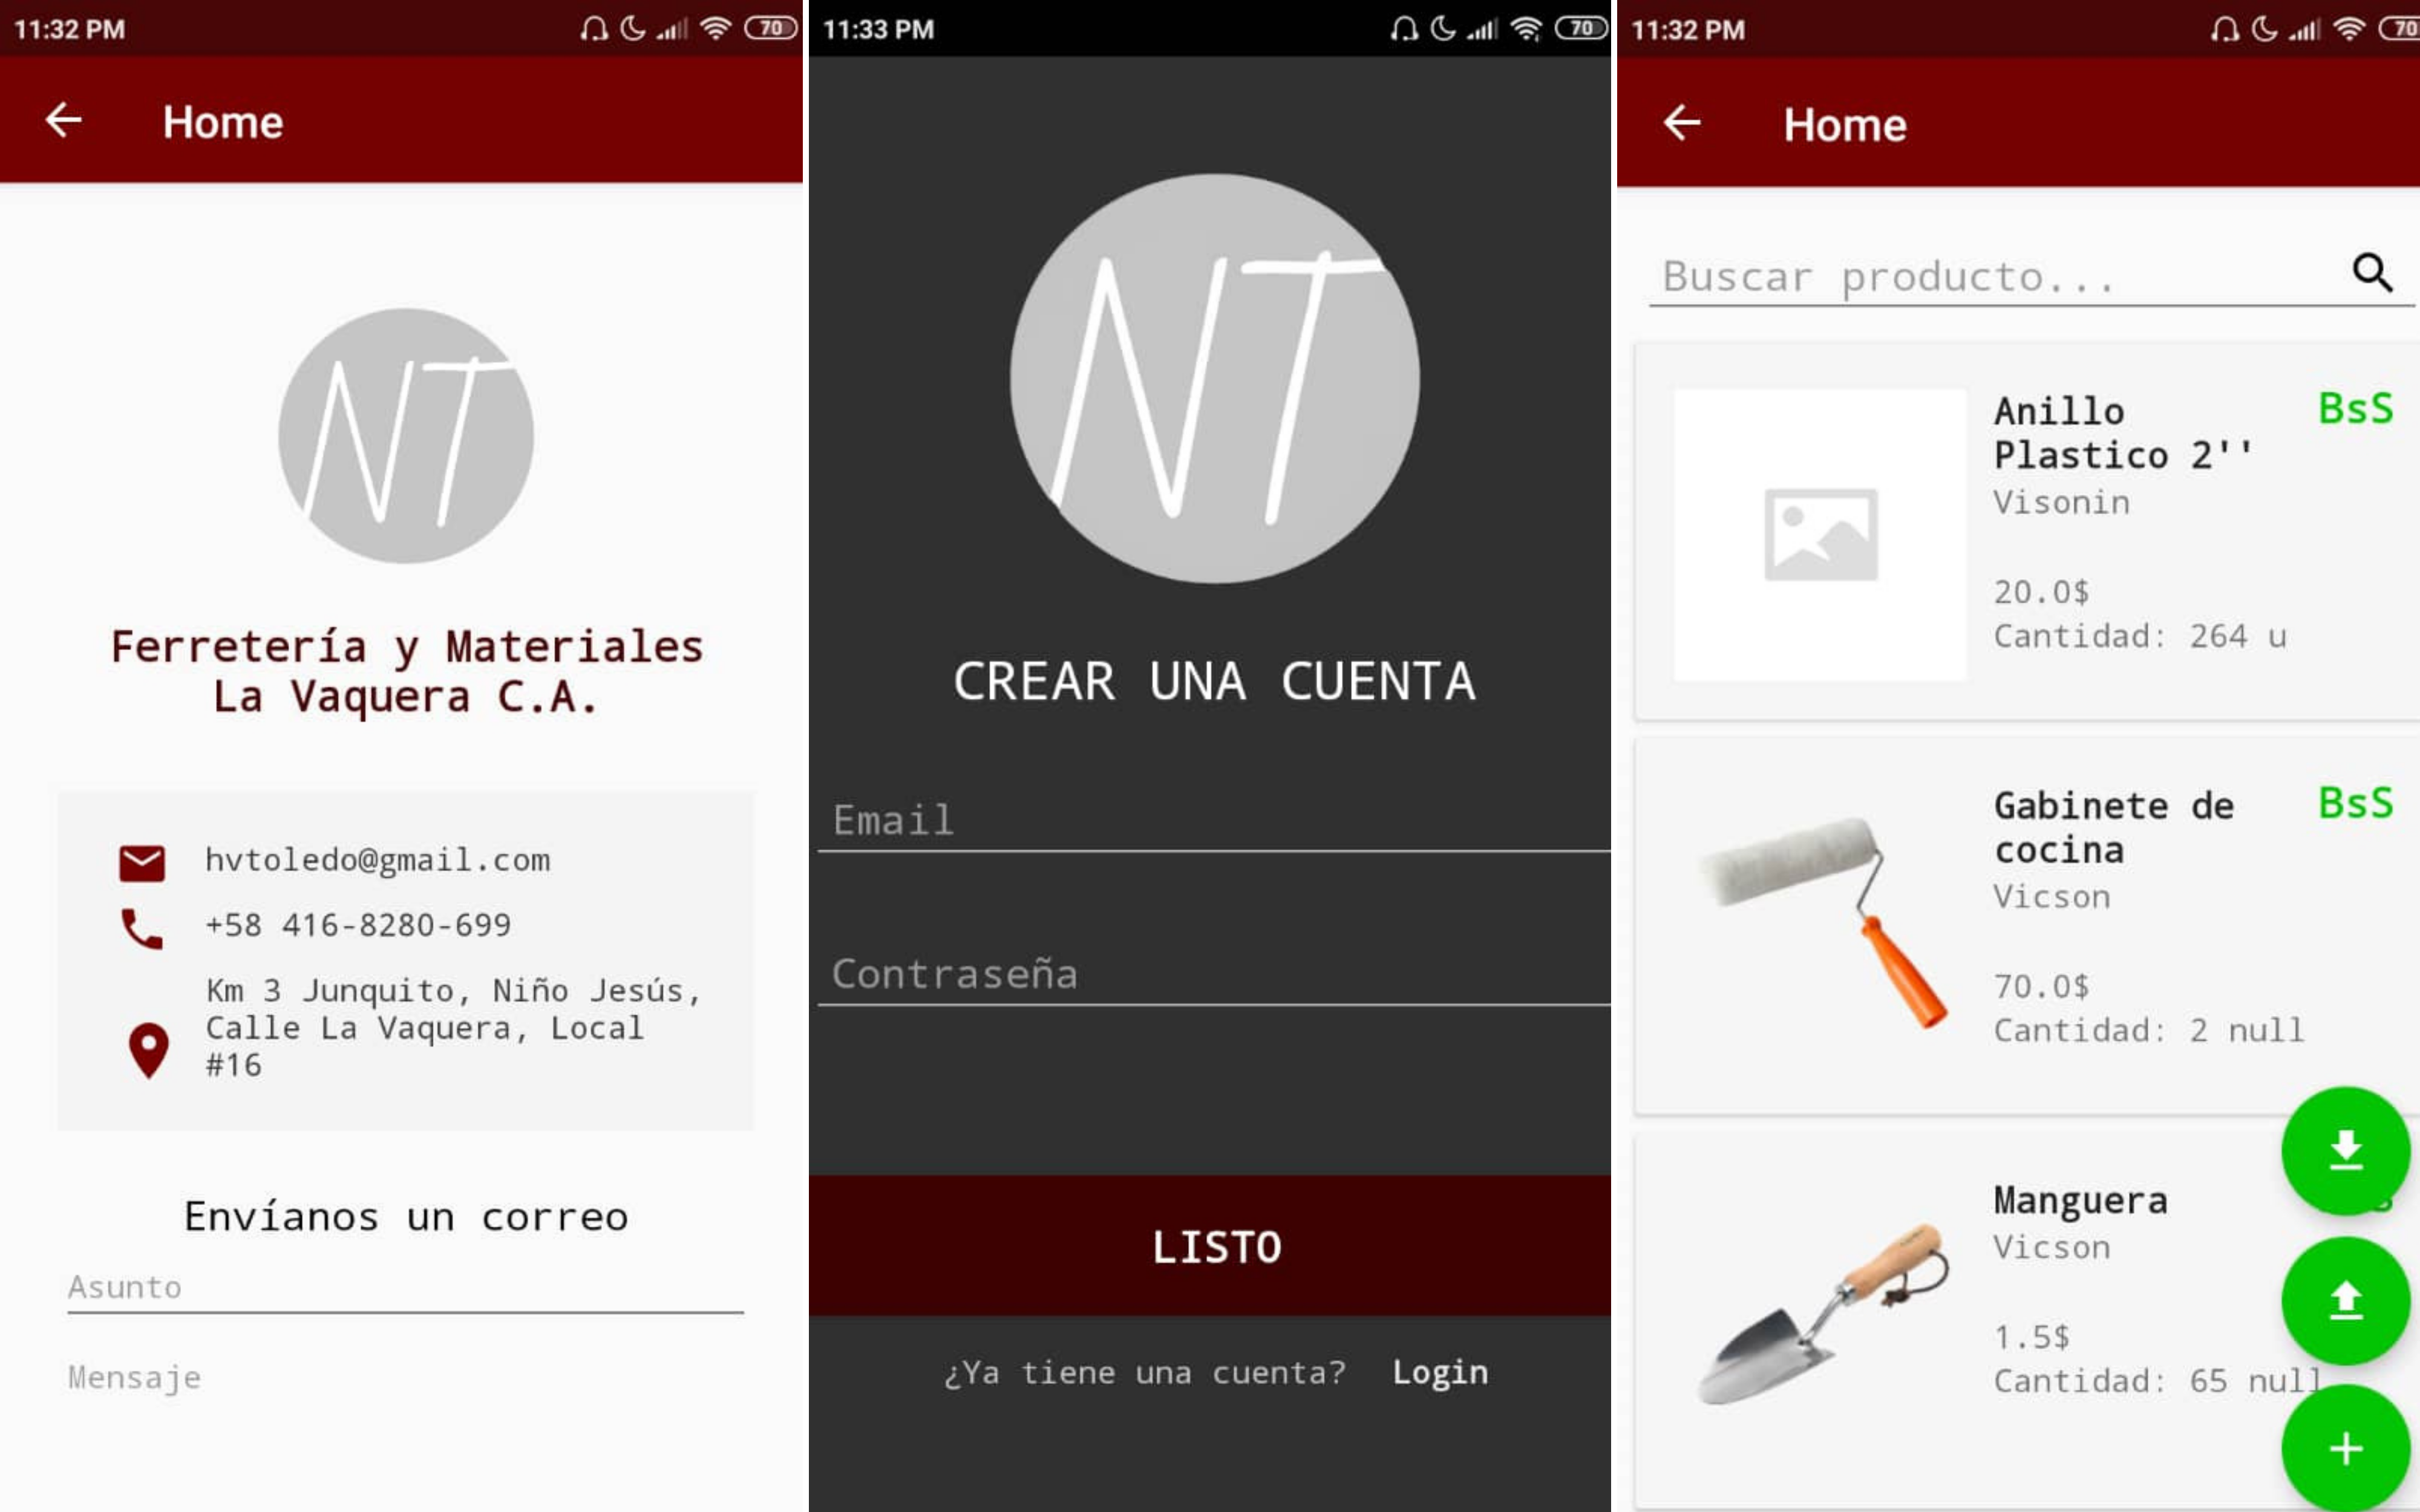 11:32 PM
70
Home
NT
Ferretería y Materiales
La Vaquera C.A.
hvtoledo@gmail.com
+58 416-8280-699
Km 3 Junquito, Niño Jesús,
Calle La Vaquera, Local
#16
Envíanos un correo
Asunto
Mensaje
11:33 PM
70
NT
CREAR UNA CUENTA
Email
Contraseña
LISTO
¿Ya tiene una cuenta? Login
11:32 PM
70
Home
Buscar producto...
Anillo BsS
Plastico 2''
Visonin
20.0$
Cantidad: 264 u
Gabinete de BsS
cocina
Vicson
70.0$
Cantidad: 2 null
Manguera
Vicson
1.5$
Cantidad: 65 null